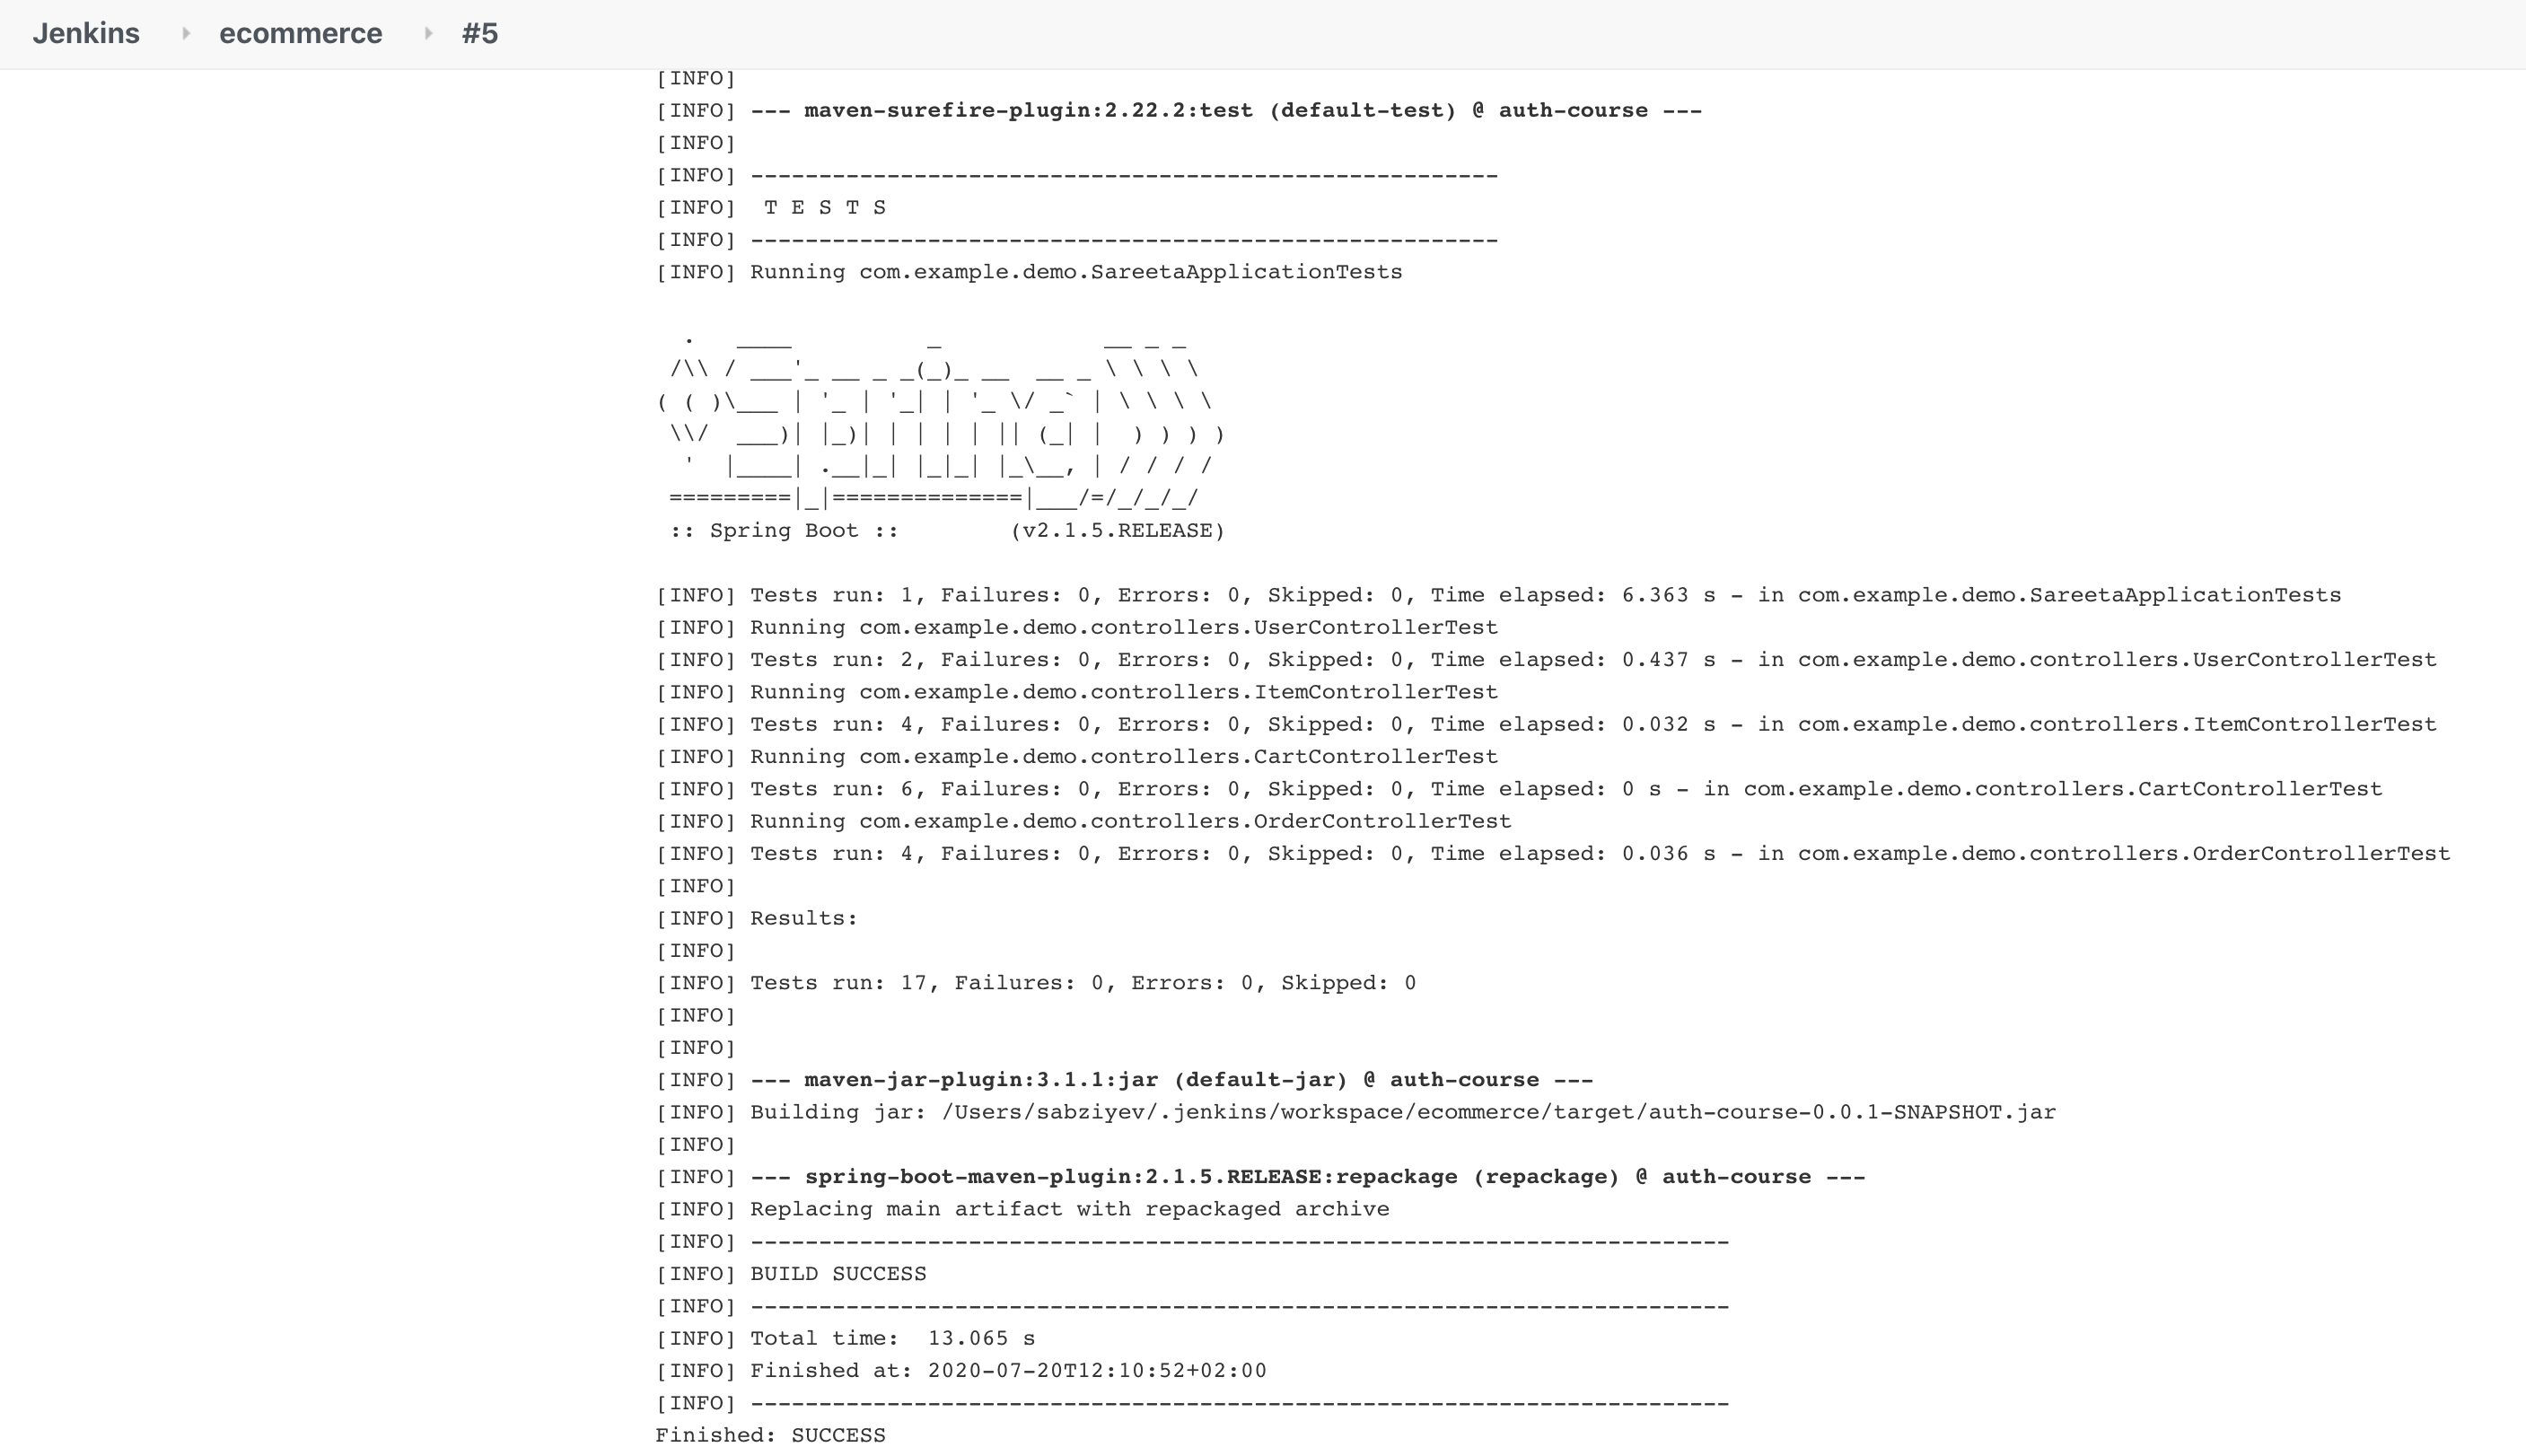 Jenkins ecommerce #5
[INFO]
[INFO] --- maven-surefire-plugin:2.22.2:test (default-test) @ auth-course ---
[INFO]
[INFO] -------------------------------------------------------
[INFO]  T E S T S
[INFO] -------------------------------------------------------
[INFO] Running com.example.demo.SareetaApplicationTests
  .   ____          _            __ _ _
 /\\ / ___'_ __ _ _(_)_ __  __ _ \ \ \ \
( ( )\___ | '_ | '_| | '_ \/ _` | \ \ \ \
 \\/  ___)| |_)| | | | | || (_| |  ) ) ) )
  '  |____| .__|_| |_|_| |_\__, | / / / /
 =========|_|==============|___/=/_/_/_/
 :: Spring Boot ::        (v2.1.5.RELEASE)
[INFO] Tests run: 1, Failures: 0, Errors: 0, Skipped: 0, Time elapsed: 6.363 s - in com.example.demo.SareetaApplicationTests
[INFO] Running com.example.demo.controllers.UserControllerTest
[INFO] Tests run: 2, Failures: 0, Errors: 0, Skipped: 0, Time elapsed: 0.437 s - in com.example.demo.controllers.UserControllerTest
[INFO] Running com.example.demo.controllers.ItemControllerTest
[INFO] Tests run: 4, Failures: 0, Errors: 0, Skipped: 0, Time elapsed: 0.032 s - in com.example.demo.controllers.ItemControllerTest
[INFO] Running com.example.demo.controllers.CartControllerTest
[INFO] Tests run: 6, Failures: 0, Errors: 0, Skipped: 0, Time elapsed: 0 s - in com.example.demo.controllers.CartControllerTest
[INFO] Running com.example.demo.controllers.OrderControllerTest
[INFO] Tests run: 4, Failures: 0, Errors: 0, Skipped: 0, Time elapsed: 0.036 s - in com.example.demo.controllers.OrderControllerTest
[INFO]
[INFO] Results:
[INFO]
[INFO] Tests run: 17, Failures: 0, Errors: 0, Skipped: 0
[INFO]
[INFO]
[INFO] --- maven-jar-plugin:3.1.1:jar (default-jar) @ auth-course ---
[INFO] Building jar: /Users/sabziyev/.jenkins/workspace/ecommerce/target/auth-course-0.0.1-SNAPSHOT.jar
[INFO]
[INFO] --- spring-boot-maven-plugin:2.1.5.RELEASE:repackage (repackage) @ auth-course ---
[INFO] Replacing main artifact with repackaged archive
[INFO] ------------------------------------------------------------------------
[INFO] BUILD SUCCESS
[INFO] ------------------------------------------------------------------------
[INFO] Total time:  13.065 s
[INFO] Finished at: 2020-07-20T12:10:52+02:00
[INFO] ------------------------------------------------------------------------
Finished: SUCCESS